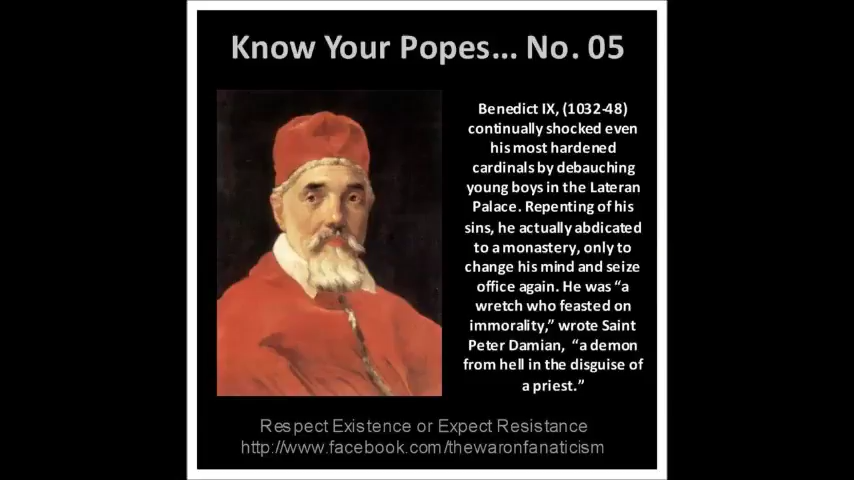 Know Your Popes... No. 05
Benedict IX, (1032-48)
continually shocked even
his most hardened
cardinals by debauching
young boys in the Lateran
Palace. Repenting of his
sins, he actually abdicated
to a monastery, only to
change his mind and seize
office again. He was “a
wretch who feasted on
immorality,” wrote Saint
Peter Damian, “a demon
from hell in the disguise of
a priest.”
Respect Existence or Expect Resistance
http://www.facebook.com/thewaronfanaticism